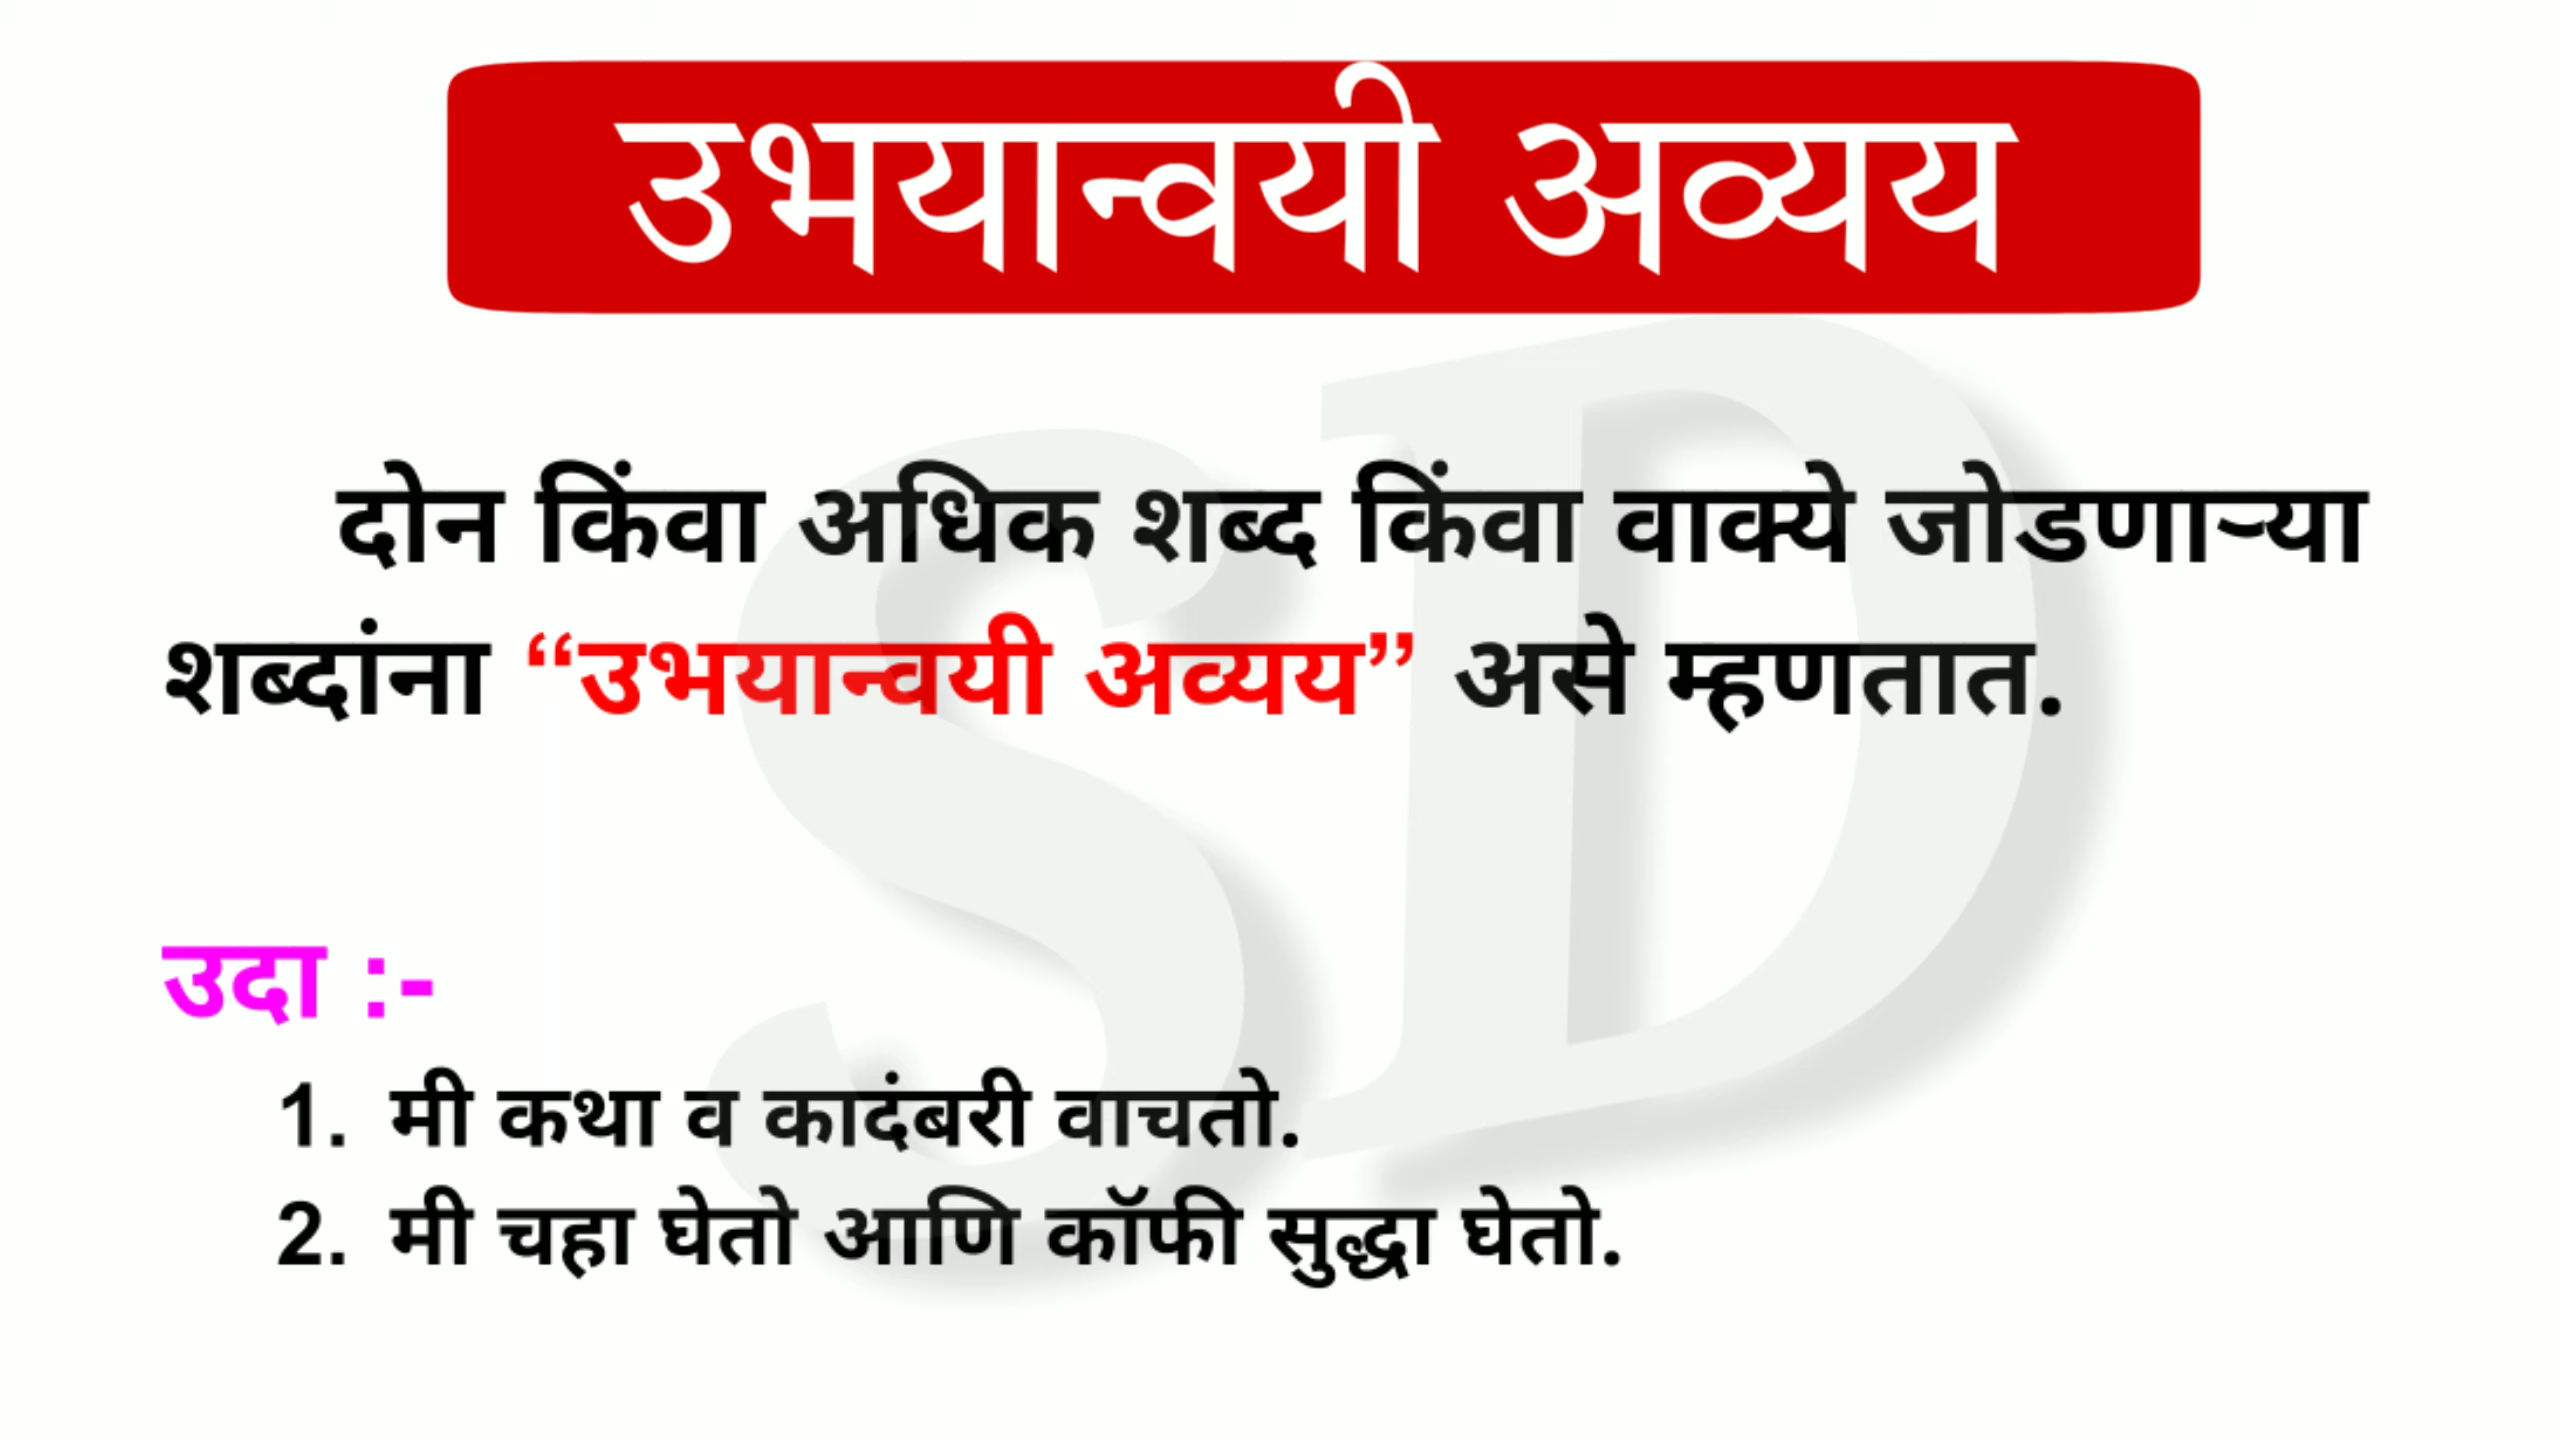 उभयान्वयी अव्यय
दोन किंवा अधिक शब्द किंवा वाक्ये जोडणाऱ्या
शब्दांना “उभयान्वयी अव्यय” असे म्हणतात.
उदा :-
1. मी कथा व कादंबरी वाचतो.
2. मी चहा घेतो आणि कॉफी सुद्धा घेतो.
SD